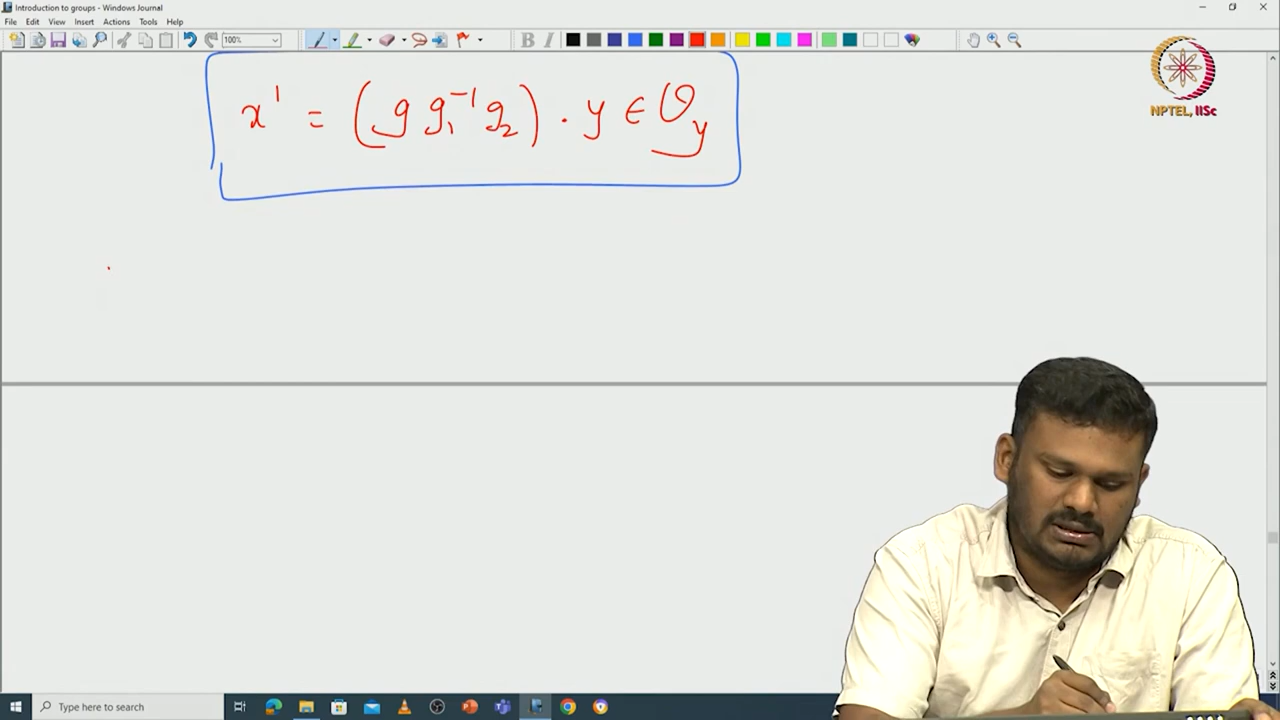 Introduction to groups - Windows Journal
File Edit View Insert Actions Tools Help
100%
B I
x' = (g g₁⁻¹ g₂) · y ∈ O_y
NPTEL, IISc
Type here to search